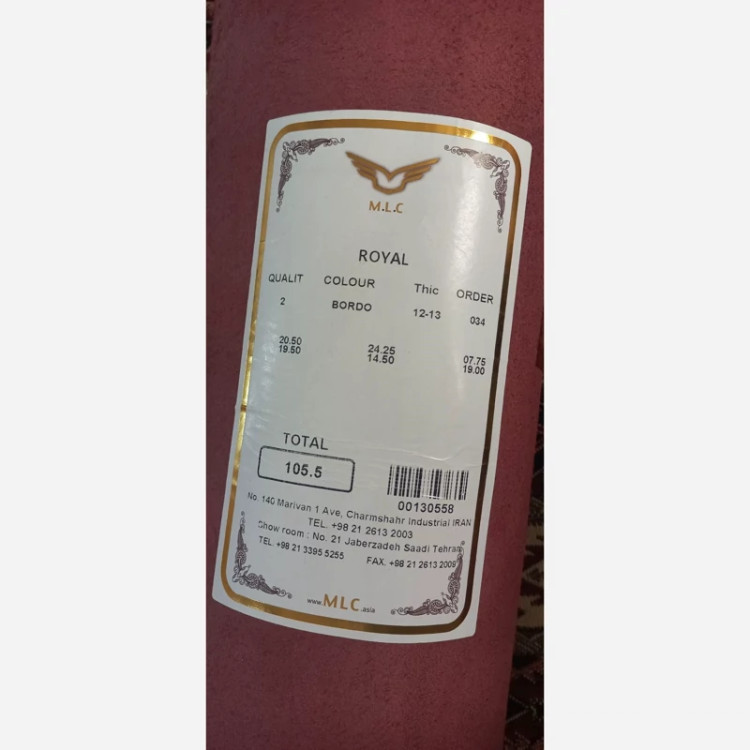 M.L.C
ROYAL
QUALIT COLOUR Thic ORDER
2 BORDO 12-13 034
20.50 24.25 07.75
19.50 14.50 19.00
TOTAL
105.5
00130558
No. 140 Marivan 1 Ave, Charmshahr Industrial IRAN
TEL. +98 21 2613 2003
Show room : No. 21 Jaberzadeh Saadi Tehran
TEL. +98 21 3395 5255 FAX. +98 21 2613 2009
www.MLC.asia